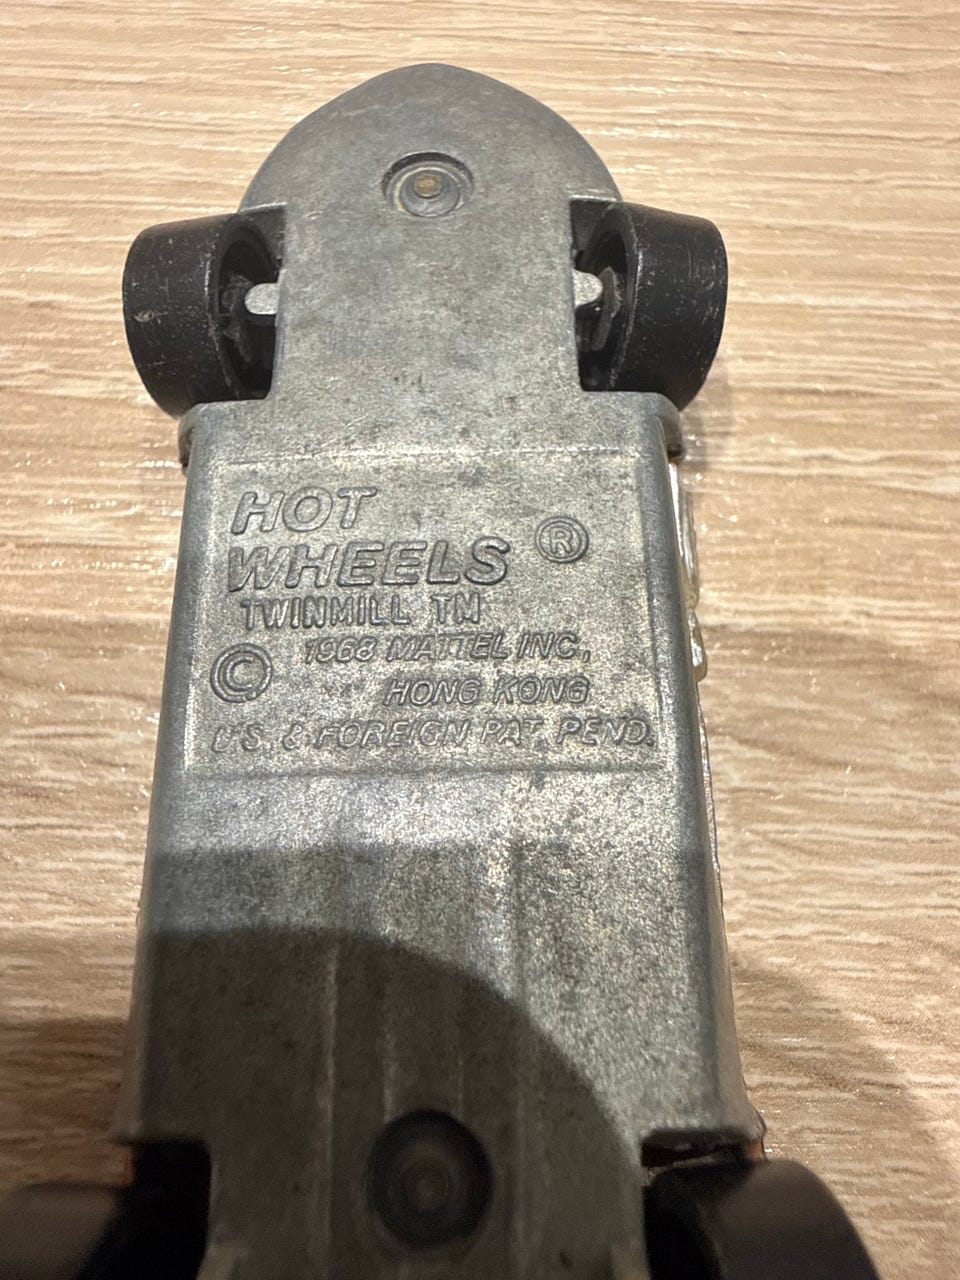 HOT
WHEELS ®
TWINMILL TM
© 1968 MATTEL INC.,
HONG KONG
U.S. & FOREIGN PAT. PEND.